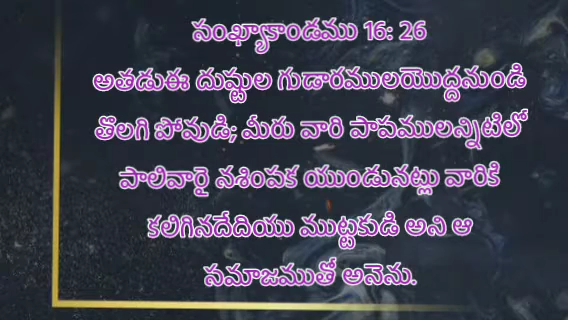 సంఖ్యాకాండము 16: 26
అతడుఈ దుష్టుల గుడారములయొద్దనుండి
తొలగి పోవుడి; మీరు వారి పాపములన్నిటిలో
పాలివారై నశింపక యుండునట్లు వారికి
కలిగినదేదియు ముట్టకుడి అని ఆ
సమాజముతో అనెను.